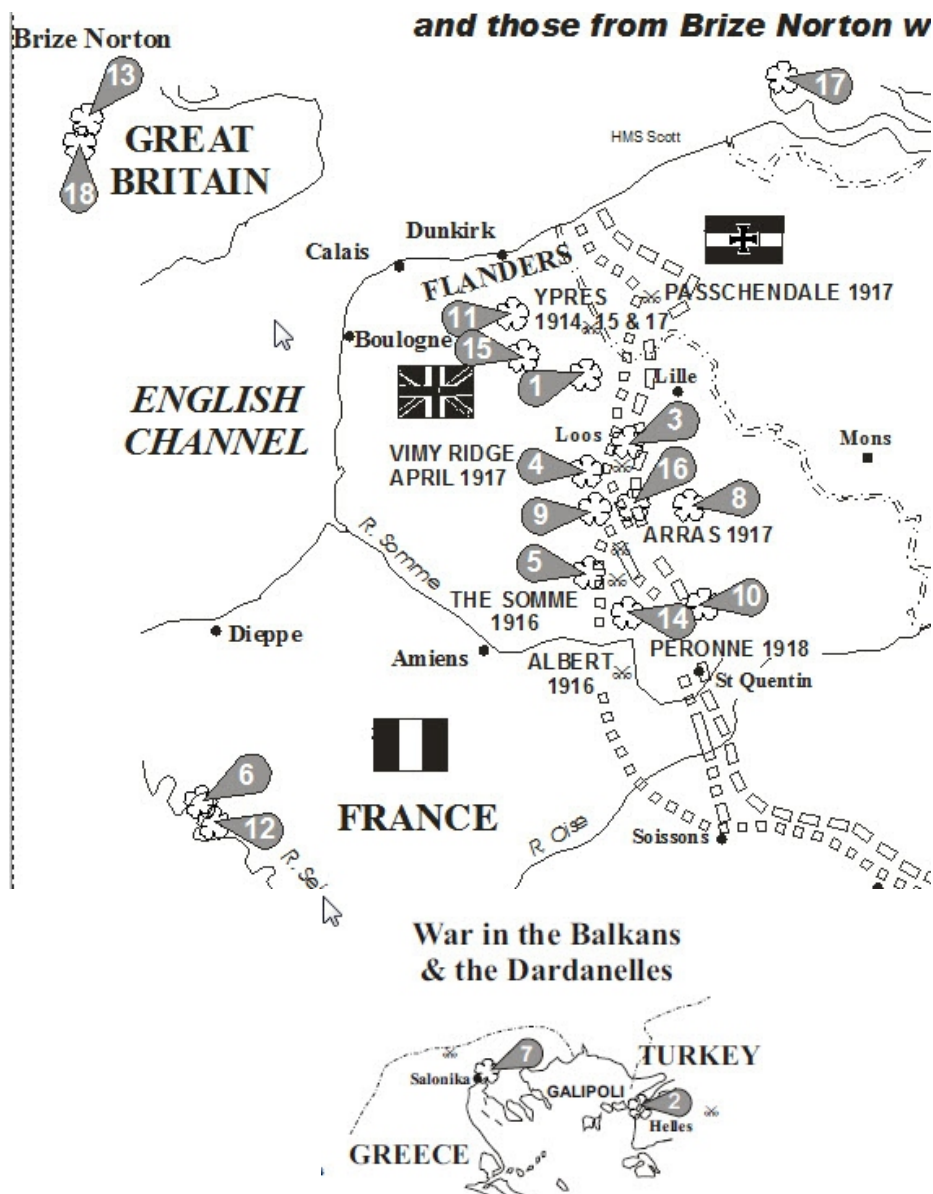 and those from Brize Norton w
Brize Norton
13
17
GREAT
BRITAIN
18
HMS Scott
Dunkirk
Calais
FLANDERS
YPRES
1914, 15 & 17
PASSCHENDALE 1917
11
Boulogne
15
1
Lille
ENGLISH
CHANNEL
3
Loos
Mons
VIMY RIDGE
APRIL 1917
4
16
8
9
ARRAS 1917
R. Somme
5
THE SOMME
1916
10
14
Dieppe
Amiens
ALBERT
1916
PERONNE 1918
St Quentin
6
12
FRANCE
R. Oise
Soissons
R. Sei
War in the Balkans
& the Dardanelles
7
TURKEY
Salonika
GALIPOLI
2
Helles
GREECE